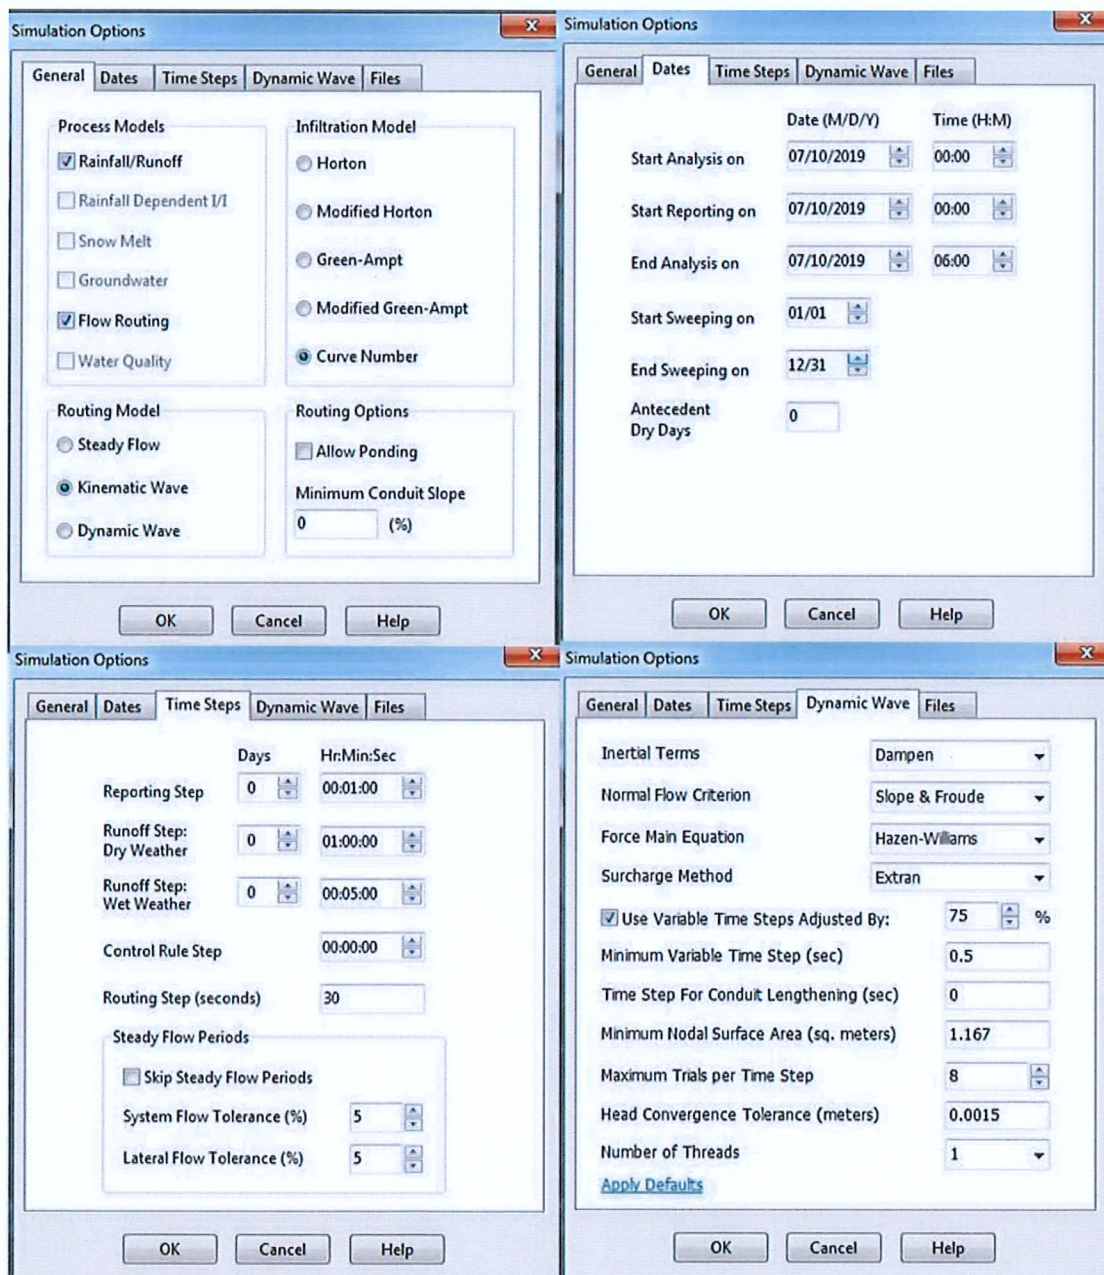 Simulation Options
General Dates Time Steps Dynamic Wave Files
Process Models
Rainfall/Runoff
Rainfall Dependent I/I
Snow Melt
Groundwater
Flow Routing
Water Quality
Infiltration Model
Horton
Modified Horton
Green-Ampt
Modified Green-Ampt
Curve Number
Routing Model
Steady Flow
Kinematic Wave
Dynamic Wave
Routing Options
Allow Ponding
Minimum Conduit Slope
0 (%)
OK Cancel Help
Simulation Options
General Dates Time Steps Dynamic Wave Files
Date (M/D/Y) Time (H:M)
Start Analysis on 07/10/2019 00:00
Start Reporting on 07/10/2019 00:00
End Analysis on 07/10/2019 06:00
Start Sweeping on 01/01
End Sweeping on 12/31
Antecedent
Dry Days 0
OK Cancel Help
Simulation Options
General Dates Time Steps Dynamic Wave Files
Days Hr:Min:Sec
Reporting Step 0 00:01:00
Runoff Step:
Dry Weather 0 01:00:00
Runoff Step:
Wet Weather 0 00:05:00
Control Rule Step 00:00:00
Routing Step (seconds) 30
Steady Flow Periods
Skip Steady Flow Periods
System Flow Tolerance (%) 5
Lateral Flow Tolerance (%) 5
OK Cancel Help
Simulation Options
General Dates Time Steps Dynamic Wave Files
Inertial Terms Dampen
Normal Flow Criterion Slope & Froude
Force Main Equation Hazen-Williams
Surcharge Method Extran
Use Variable Time Steps Adjusted By: 75 %
Minimum Variable Time Step (sec) 0.5
Time Step For Conduit Lengthening (sec) 0
Minimum Nodal Surface Area (sq. meters) 1.167
Maximum Trials per Time Step 8
Head Convergence Tolerance (meters) 0.0015
Number of Threads 1
Apply Defaults
OK Cancel Help